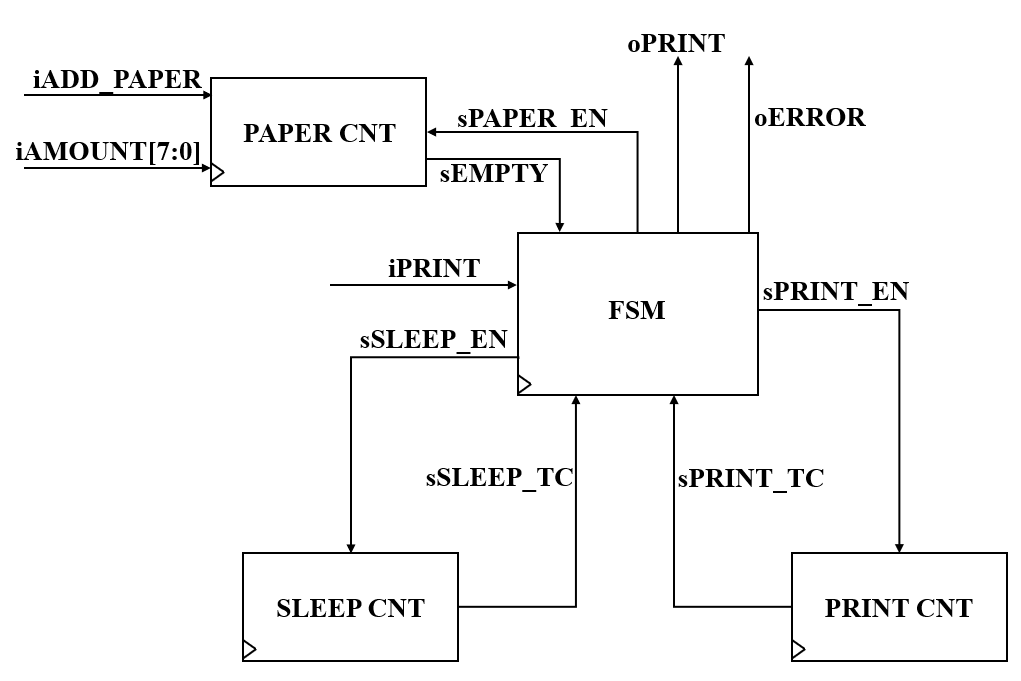 oPRINT
iADD_PAPER
sPAPER_EN
oERROR
PAPER CNT
iAMOUNT[7:0]
sEMPTY
iPRINT
sPRINT_EN
FSM
sSLEEP_EN
sSLEEP_TC
sPRINT_TC
SLEEP CNT
PRINT CNT